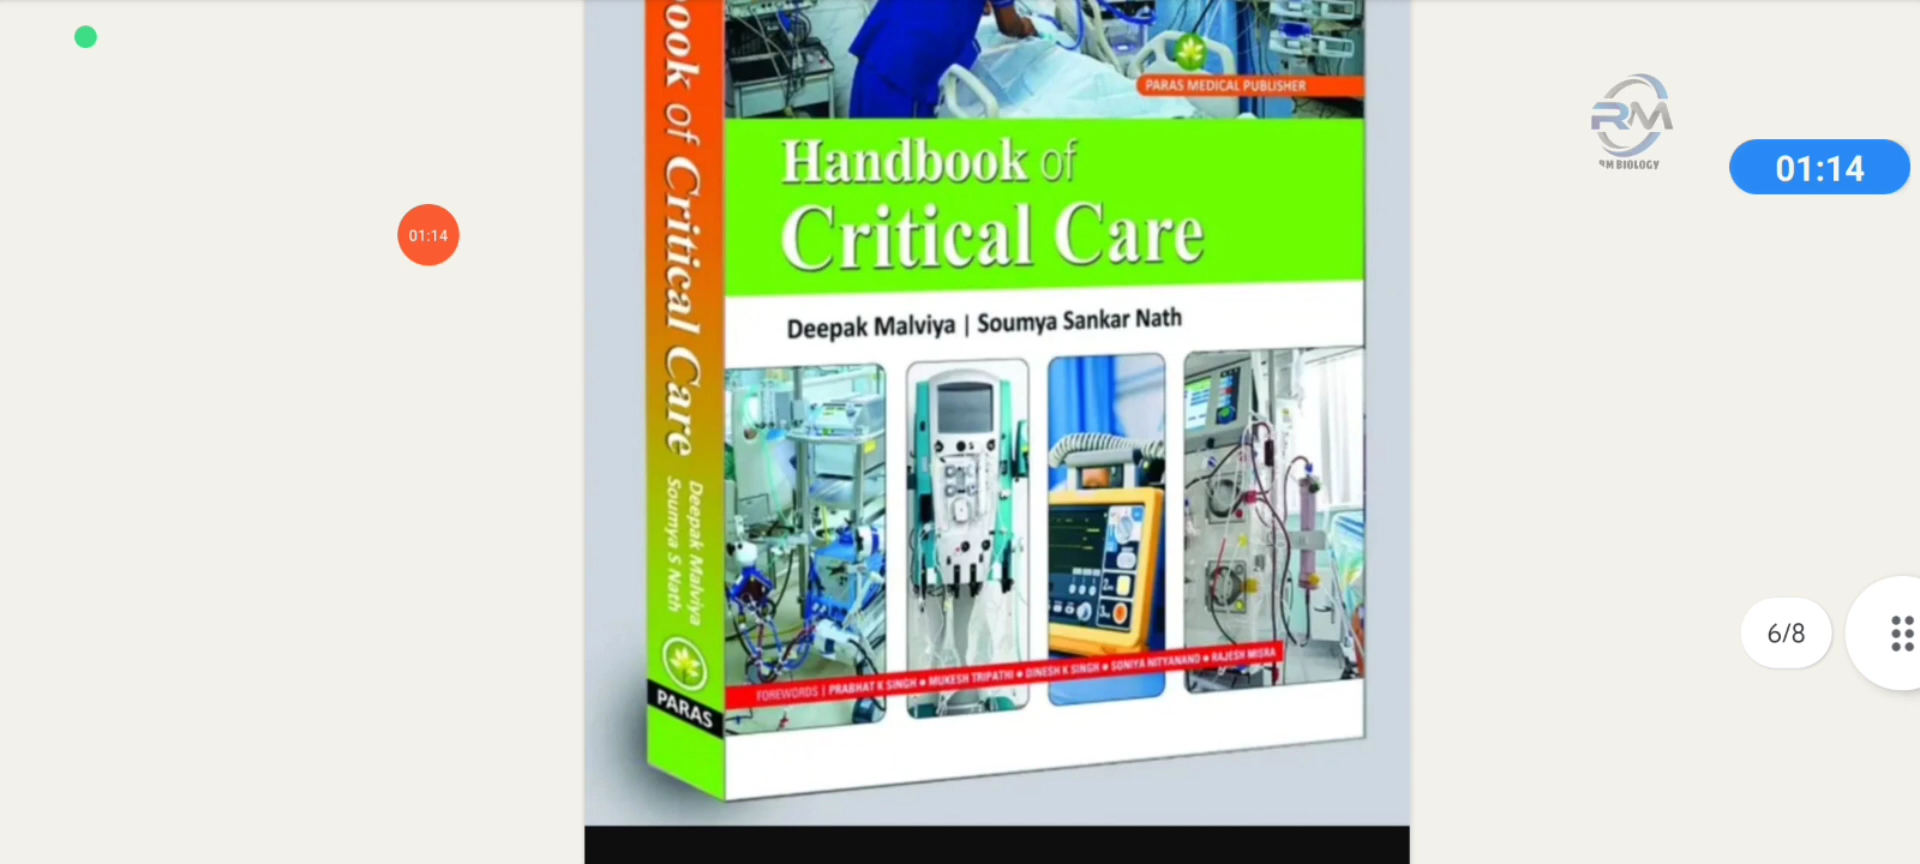 ook of Critical Care
Deepak Malviya
Soumya S Nath
PARAS
PARAS MEDICAL PUBLISHER
Handbook of
Critical Care
Deepak Malviya | Soumya Sankar Nath
FOREWORDS | PRABHAT K SINGH • MUKESH TRIPATHI • DINESH K SINGH • SONIYA NITYANAND • RAJESH MISRA
RM
RM BIOLOGY
01:14
01:14
6/8